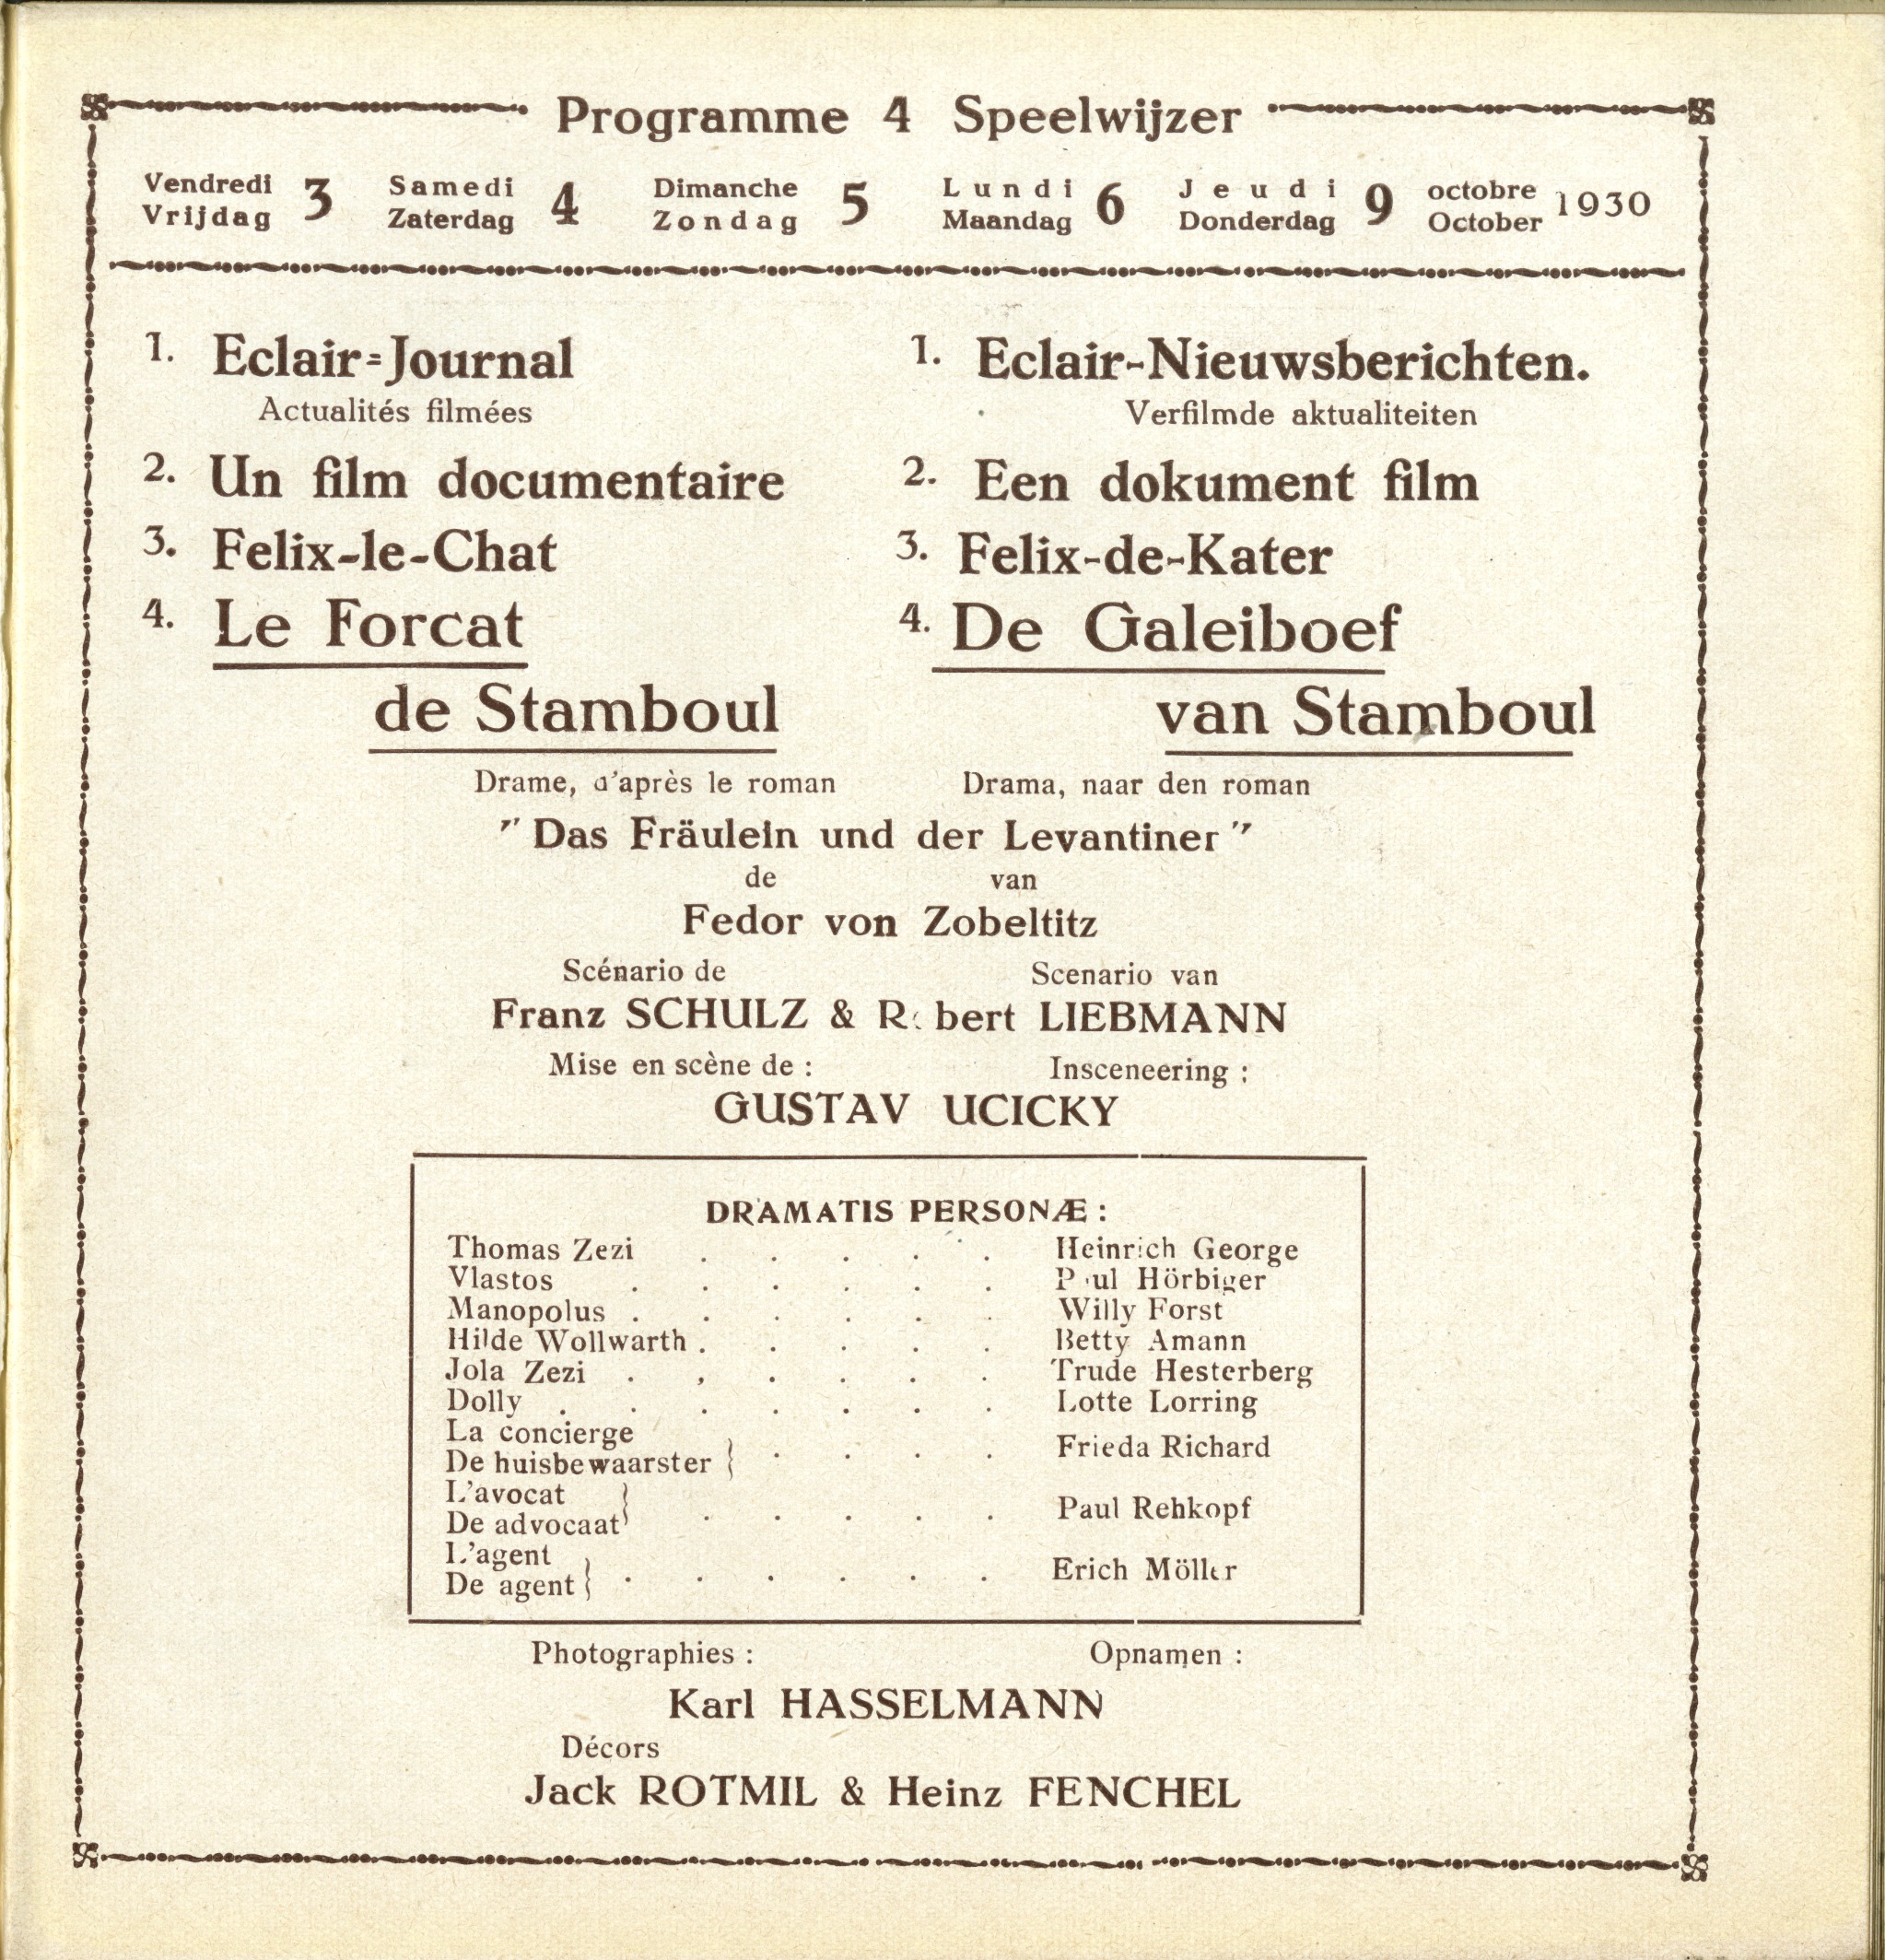 Programme 4 Speelwijzer
Vendredi 3 Samedi 4 Dimanche 5 Lundi 6 Jeudi 9 octobre 1930
Vrijdag Zaterdag Zondag Maandag Donderdag October
1. Eclair-Journal
Actualités filmées
2. Un film documentaire
3. Felix-le-Chat
4. Le Forcat
de Stamboul
1. Eclair-Nieuwsberichten.
Verfilmde aktualiteiten
2. Een dokument film
3. Felix-de-Kater
4. De Galeiboef
van Stamboul
Drame, d'après le roman Drama, naar den roman
"Das Fräulein und der Levantiner"
de van
Fedor von Zobeltitz
Scénario de Scenario van
Franz SCHULZ & Robert LIEBMANN
Mise en scène de : Insceneering :
GUSTAV UCICKY
DRAMATIS PERSONÆ :
Thomas Zezi . . . . . Heinrich George
Vlastos . . . . . . Paul Hörbiger
Manopolus . . . . . . Willy Forst
Hilde Wollwarth . . . . . Betty Amann
Jola Zezi . , . . . . Trude Hesterberg
Dolly . . . . . . . Lotte Lorring
La concierge
De huisbewaarster } . . . . Frieda Richard
L'avocat
De advocaat } . . . . . Paul Rehkopf
L'agent
De agent } . . . . . . Erich Möller
Photographies : Opnamen :
Karl HASSELMANN
Décors
Jack ROTMIL & Heinz FENCHEL